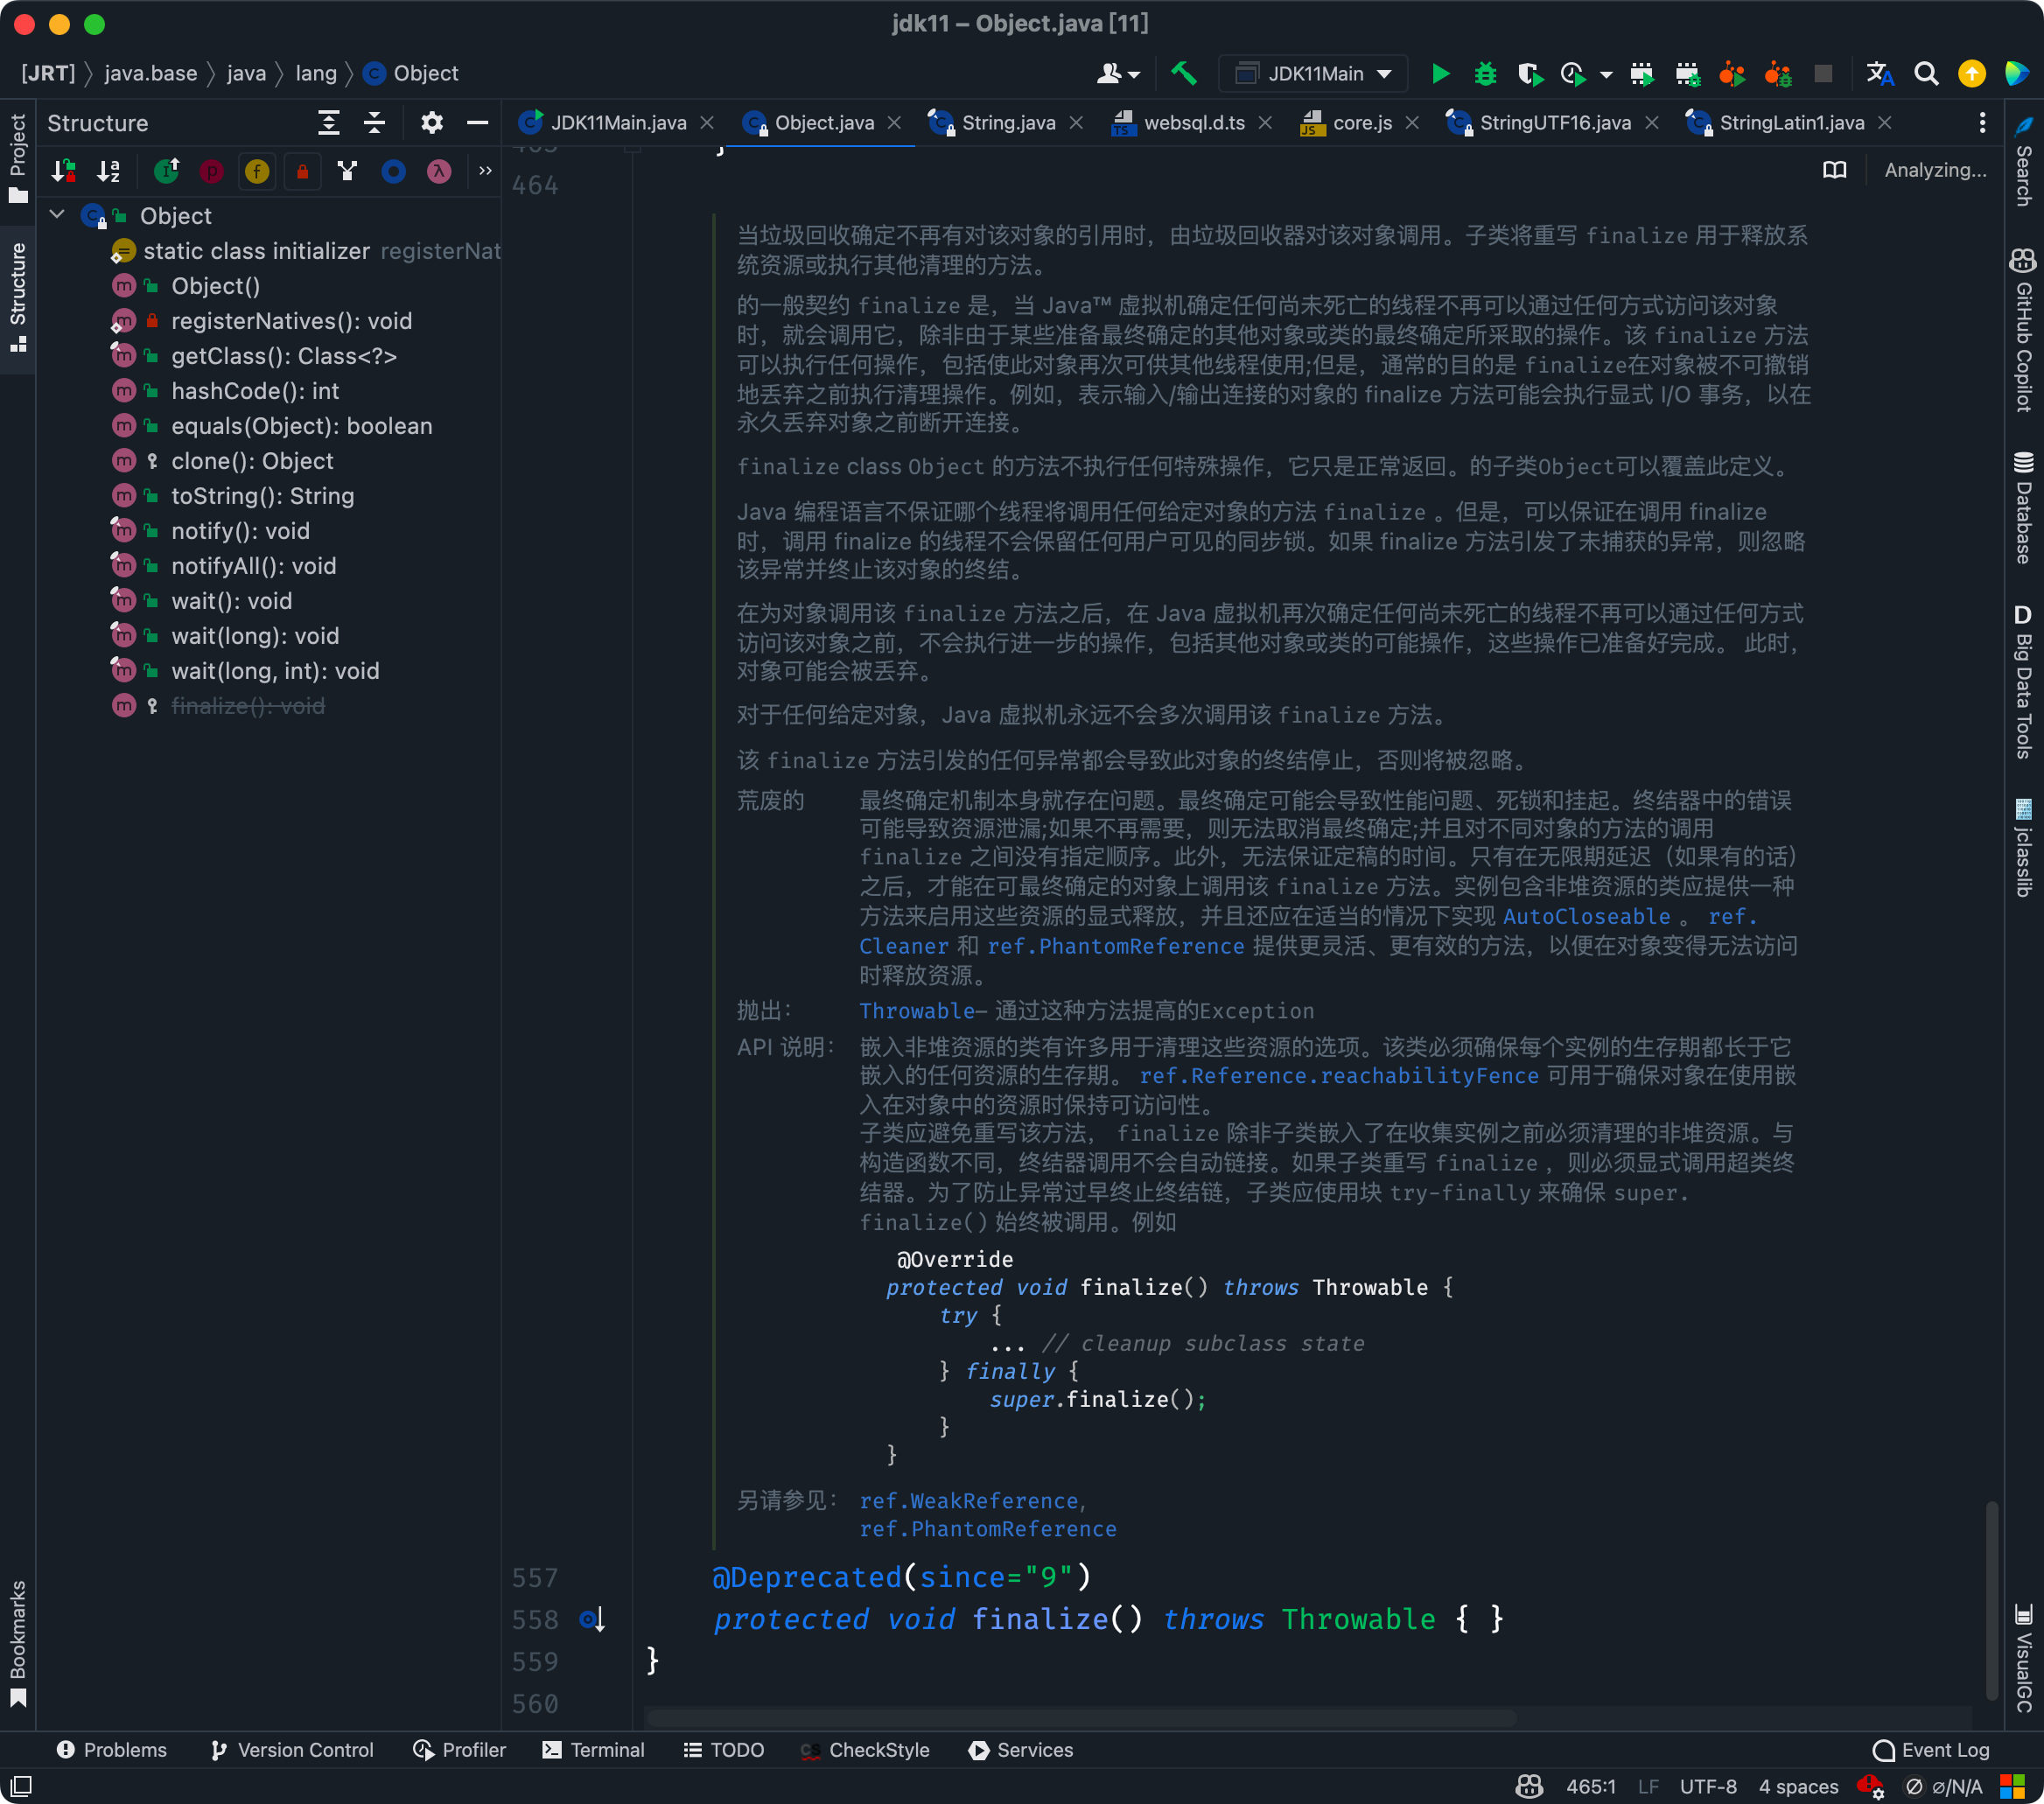 jdk11 – Object.java [11]
[JRT] 〉 java.base 〉 java 〉 lang 〉 Object
JDK11Main
Project
Structure
Bookmarks
Structure
Object
static class initializer registerNat
Object()
registerNatives(): void
getClass(): Class<?>
hashCode(): int
equals(Object): boolean
clone(): Object
toString(): String
notify(): void
notifyAll(): void
wait(): void
wait(long): void
wait(long, int): void
finalize(): void
JDK11Main.java Object.java String.java websql.d.ts core.js StringUTF16.java StringLatin1.java
Analyzing...
464
当垃圾回收确定不再有对该对象的引用时，由垃圾回收器对该对象调用。子类将重写 finalize 用于释放系
统资源或执行其他清理的方法。
的一般契约 finalize 是，当 Java™ 虚拟机确定任何尚未死亡的线程不再可以通过任何方式访问该对象
时，就会调用它，除非由于某些准备最终确定的其他对象或类的最终确定所采取的操作。该 finalize 方法
可以执行任何操作，包括使此对象再次可供其他线程使用;但是，通常的目的是 finalize在对象被不可撤销
地丢弃之前执行清理操作。例如，表示输入/输出连接的对象的 finalize 方法可能会执行显式 I/O 事务，以在
永久丢弃对象之前断开连接。
finalize class Object 的方法不执行任何特殊操作，它只是正常返回。的子类Object可以覆盖此定义。
Java 编程语言不保证哪个线程将调用任何给定对象的方法 finalize 。但是，可以保证在调用 finalize
时，调用 finalize 的线程不会保留任何用户可见的同步锁。如果 finalize 方法引发了未捕获的异常，则忽略
该异常并终止该对象的终结。
在为对象调用该 finalize 方法之后，在 Java 虚拟机再次确定任何尚未死亡的线程不再可以通过任何方式
访问该对象之前，不会执行进一步的操作，包括其他对象或类的可能操作，这些操作已准备好完成。 此时，
对象可能会被丢弃。
对于任何给定对象，Java 虚拟机永远不会多次调用该 finalize 方法。
该 finalize 方法引发的任何异常都会导致此对象的终结停止，否则将被忽略。
荒废的 最终确定机制本身就存在问题。最终确定可能会导致性能问题、死锁和挂起。终结器中的错误
可能导致资源泄漏;如果不再需要，则无法取消最终确定;并且对不同对象的方法的调用
finalize 之间没有指定顺序。此外，无法保证定稿的时间。只有在无限期延迟（如果有的话）
之后，才能在可最终确定的对象上调用该 finalize 方法。实例包含非堆资源的类应提供一种
方法来启用这些资源的显式释放，并且还应在适当的情况下实现 AutoCloseable 。 ref.
Cleaner 和 ref.PhantomReference 提供更灵活、更有效的方法，以便在对象变得无法访问
时释放资源。
抛出： Throwable– 通过这种方法提高的Exception
API 说明： 嵌入非堆资源的类有许多用于清理这些资源的选项。该类必须确保每个实例的生存期都长于它
嵌入的任何资源的生存期。 ref.Reference.reachabilityFence 可用于确保对象在使用嵌
入在对象中的资源时保持可访问性。
子类应避免重写该方法， finalize 除非子类嵌入了在收集实例之前必须清理的非堆资源。与
构造函数不同，终结器调用不会自动链接。如果子类重写 finalize ，则必须显式调用超类终
结器。为了防止异常过早终止终结链，子类应使用块 try-finally 来确保 super.
finalize() 始终被调用。例如
@Override
protected void finalize() throws Throwable {
try {
... // cleanup subclass state
} finally {
super.finalize();
}
}
另请参见： ref.WeakReference,
ref.PhantomReference
557 @Deprecated(since="9")
558 protected void finalize() throws Throwable { }
559 }
560
Search
GitHub Copilot
Database
D Big Data Tools
jclasslib
VisualGC
Problems Version Control Profiler Terminal TODO CheckStyle Services Event Log
465:1 LF UTF-8 4 spaces ∅/N/A